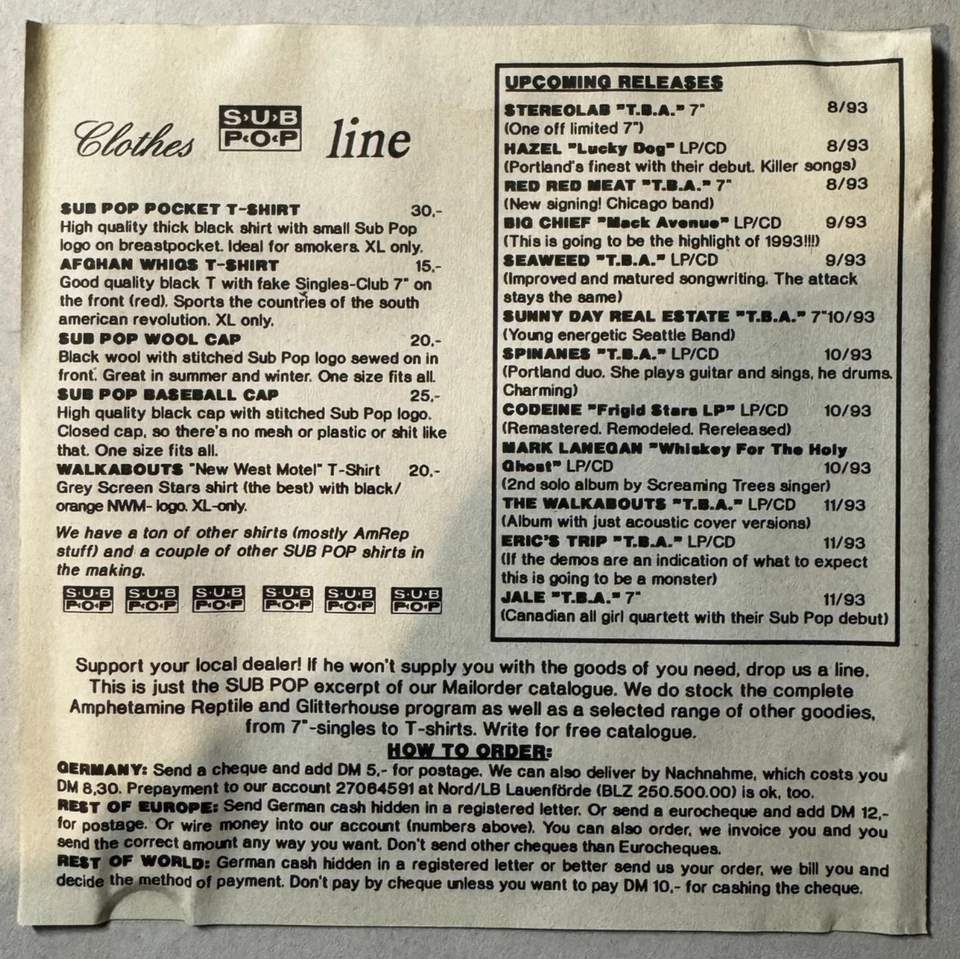 Clothes SUB POP line
SUB POP POCKET T-SHIRT 30,-
High quality thick black shirt with small Sub Pop
logo on breastpocket. Ideal for smokers. XL only.
AFGHAN WHIGS T-SHIRT 15,-
Good quality black T with fake Singles-Club 7" on
the front (red). Sports the countries of the south
american revolution. XL only.
SUB POP WOOL CAP 20,-
Black wool with stitched Sub Pop logo sewed on in
front. Great in summer and winter. One size fits all.
SUB POP BASEBALL CAP 25,-
High quality black cap with stitched Sub Pop logo.
Closed cap, so there's no mesh or plastic or shit like
that. One size fits all.
WALKABOUTS "New West Motel" T-Shirt 20,-
Grey Screen Stars shirt (the best) with black/
orange NWM- logo. XL-only.
We have a ton of other shirts (mostly AmRep
stuff) and a couple of other SUB POP shirts in
the making.
SUB POP SUB POP SUB POP SUB POP SUB POP SUB POP
UPCOMING RELEASES
STEREOLAB "T.B.A." 7" 8/93
(One off limited 7")
HAZEL "Lucky Dog" LP/CD 8/93
(Portland's finest with their debut. Killer songs)
RED RED MEAT "T.B.A." 7" 8/93
(New signing! Chicago band)
BIG CHIEF "Mack Avenue" LP/CD 9/93
(This is going to be the highlight of 1993!!!)
SEAWEED "T.B.A." LP/CD 9/93
(Improved and matured songwriting. The attack
stays the same)
SUNNY DAY REAL ESTATE "T.B.A." 7"10/93
(Young energetic Seattle Band)
SPINANES "T.B.A." LP/CD 10/93
(Portland duo. She plays guitar and sings, he drums.
Charming)
CODEINE "Frigid Stars LP" LP/CD 10/93
(Remastered. Remodeled. Rereleased)
MARK LANEGAN "Whiskey For The Holy
Ghost" LP/CD 10/93
(2nd solo album by Screaming Trees singer)
THE WALKABOUTS "T.B.A." LP/CD 11/93
(Album with just acoustic cover versions)
ERIC'S TRIP "T.B.A." LP/CD 11/93
(If the demos are an indication of what to expect
this is going to be a monster)
JALE "T.B.A." 7" 11/93
(Canadian all girl quartett with their Sub Pop debut)
Support your local dealer! If he won't supply you with the goods of you need, drop us a line.
This is just the SUB POP excerpt of our Mailorder catalogue. We do stock the complete
Amphetamine Reptile and Glitterhouse program as well as a selected range of other goodies,
from 7"-singles to T-shirts. Write for free catalogue.
HOW TO ORDER:
GERMANY: Send a cheque and add DM 5,- for postage. We can also deliver by Nachnahme, which costs you
DM 8,30. Prepayment to our account 27064591 at Nord/LB Lauenförde (BLZ 250.500.00) is ok, too.
REST OF EUROPE: Send German cash hidden in a registered letter. Or send a eurocheque and add DM 12,-
for postage. Or wire money into our account (numbers above). You can also order, we invoice you and you
send the correct amount any way you want. Don't send other cheques than Eurocheques.
REST OF WORLD: German cash hidden in a registered letter or better send us your order, we bill you and
decide the method of payment. Don't pay by cheque unless you want to pay DM 10,- for cashing the cheque.